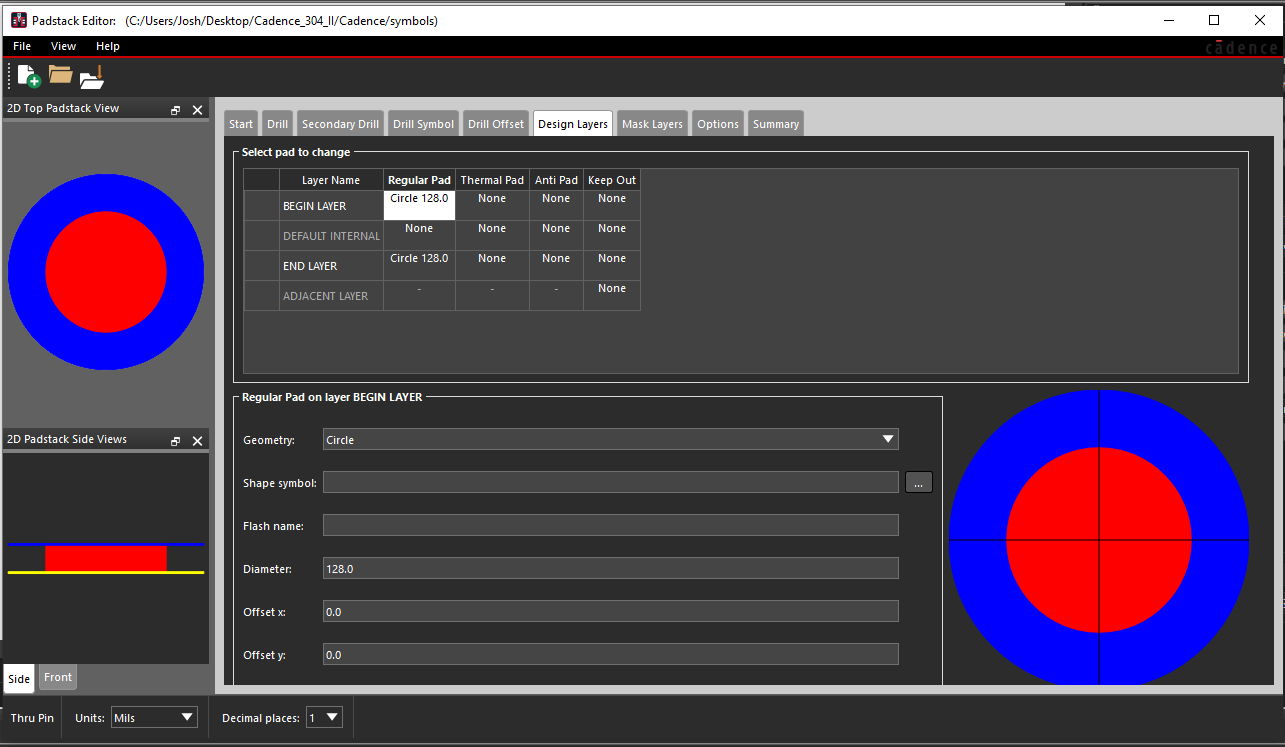 Padstack Editor: (C:/Users/Josh/Desktop/Cadence_304_II/Cadence/symbols)
File View Help
cādence
2D Top Padstack View
Start Drill Secondary Drill Drill Symbol Drill Offset Design Layers Mask Layers Options Summary
Select pad to change
Layer Name Regular Pad Thermal Pad Anti Pad Keep Out
BEGIN LAYER Circle 128.0 None None None
DEFAULT INTERNAL None None None None
END LAYER Circle 128.0 None None None
ADJACENT LAYER - - - None
Regular Pad on layer BEGIN LAYER
2D Padstack Side Views
Geometry: Circle
Shape symbol: ...
Flash name:
Diameter: 128.0
Offset x: 0.0
Offset y: 0.0
Side Front
Thru Pin Units: Mils Decimal places: 1